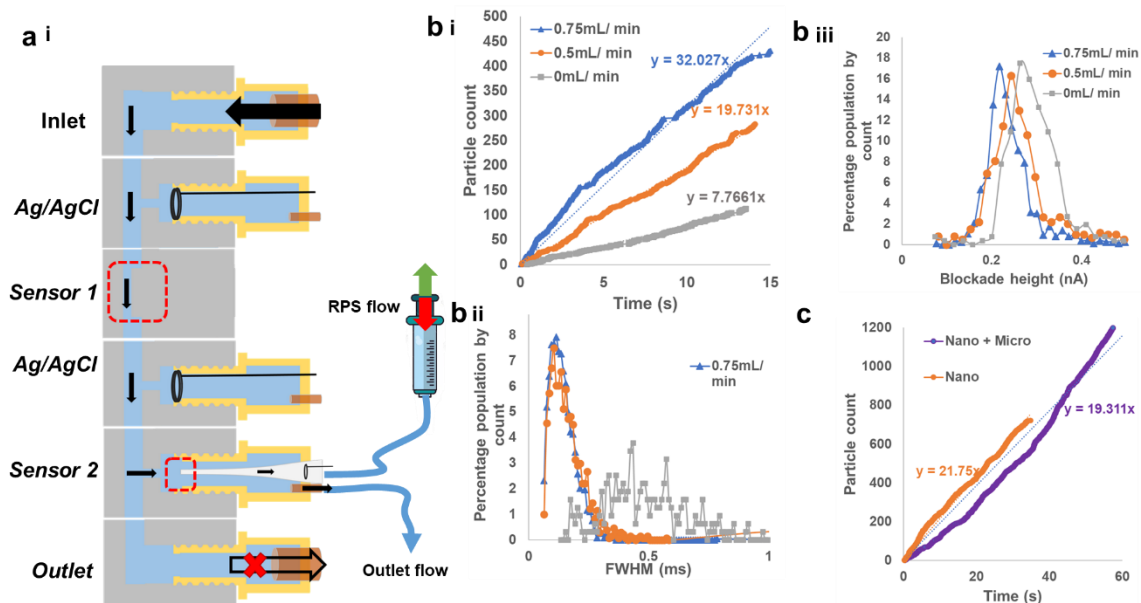 a i
Inlet
Ag/AgCl
Sensor 1
Ag/AgCl
Sensor 2
Outlet
RPS flow
Outlet flow
b i
Particle count
500
450
400
350
300
250
200
150
100
50
0
0.75mL/ min
0.5mL/ min
0mL/ min
y = 32.027x
y = 19.731x
y = 7.7661x
0 5 10 15
Time (s)
b ii
Percentage population by
count
8
7
6
5
4
3
2
1
0
0.75mL/
min
0 0.5 1
FWHM (ms)
b iii
Percentage population by
count
20
18
16
14
12
10
8
6
4
2
0
0.75mL/ min
0.5mL/ min
0mL/ min
0 0.2 0.4
Blockade height (nA)
c
Particle count
1200
1000
800
600
400
200
0
Nano + Micro
Nano
y = 19.311x
y = 21.75x
0 20 40 60
Time (s)